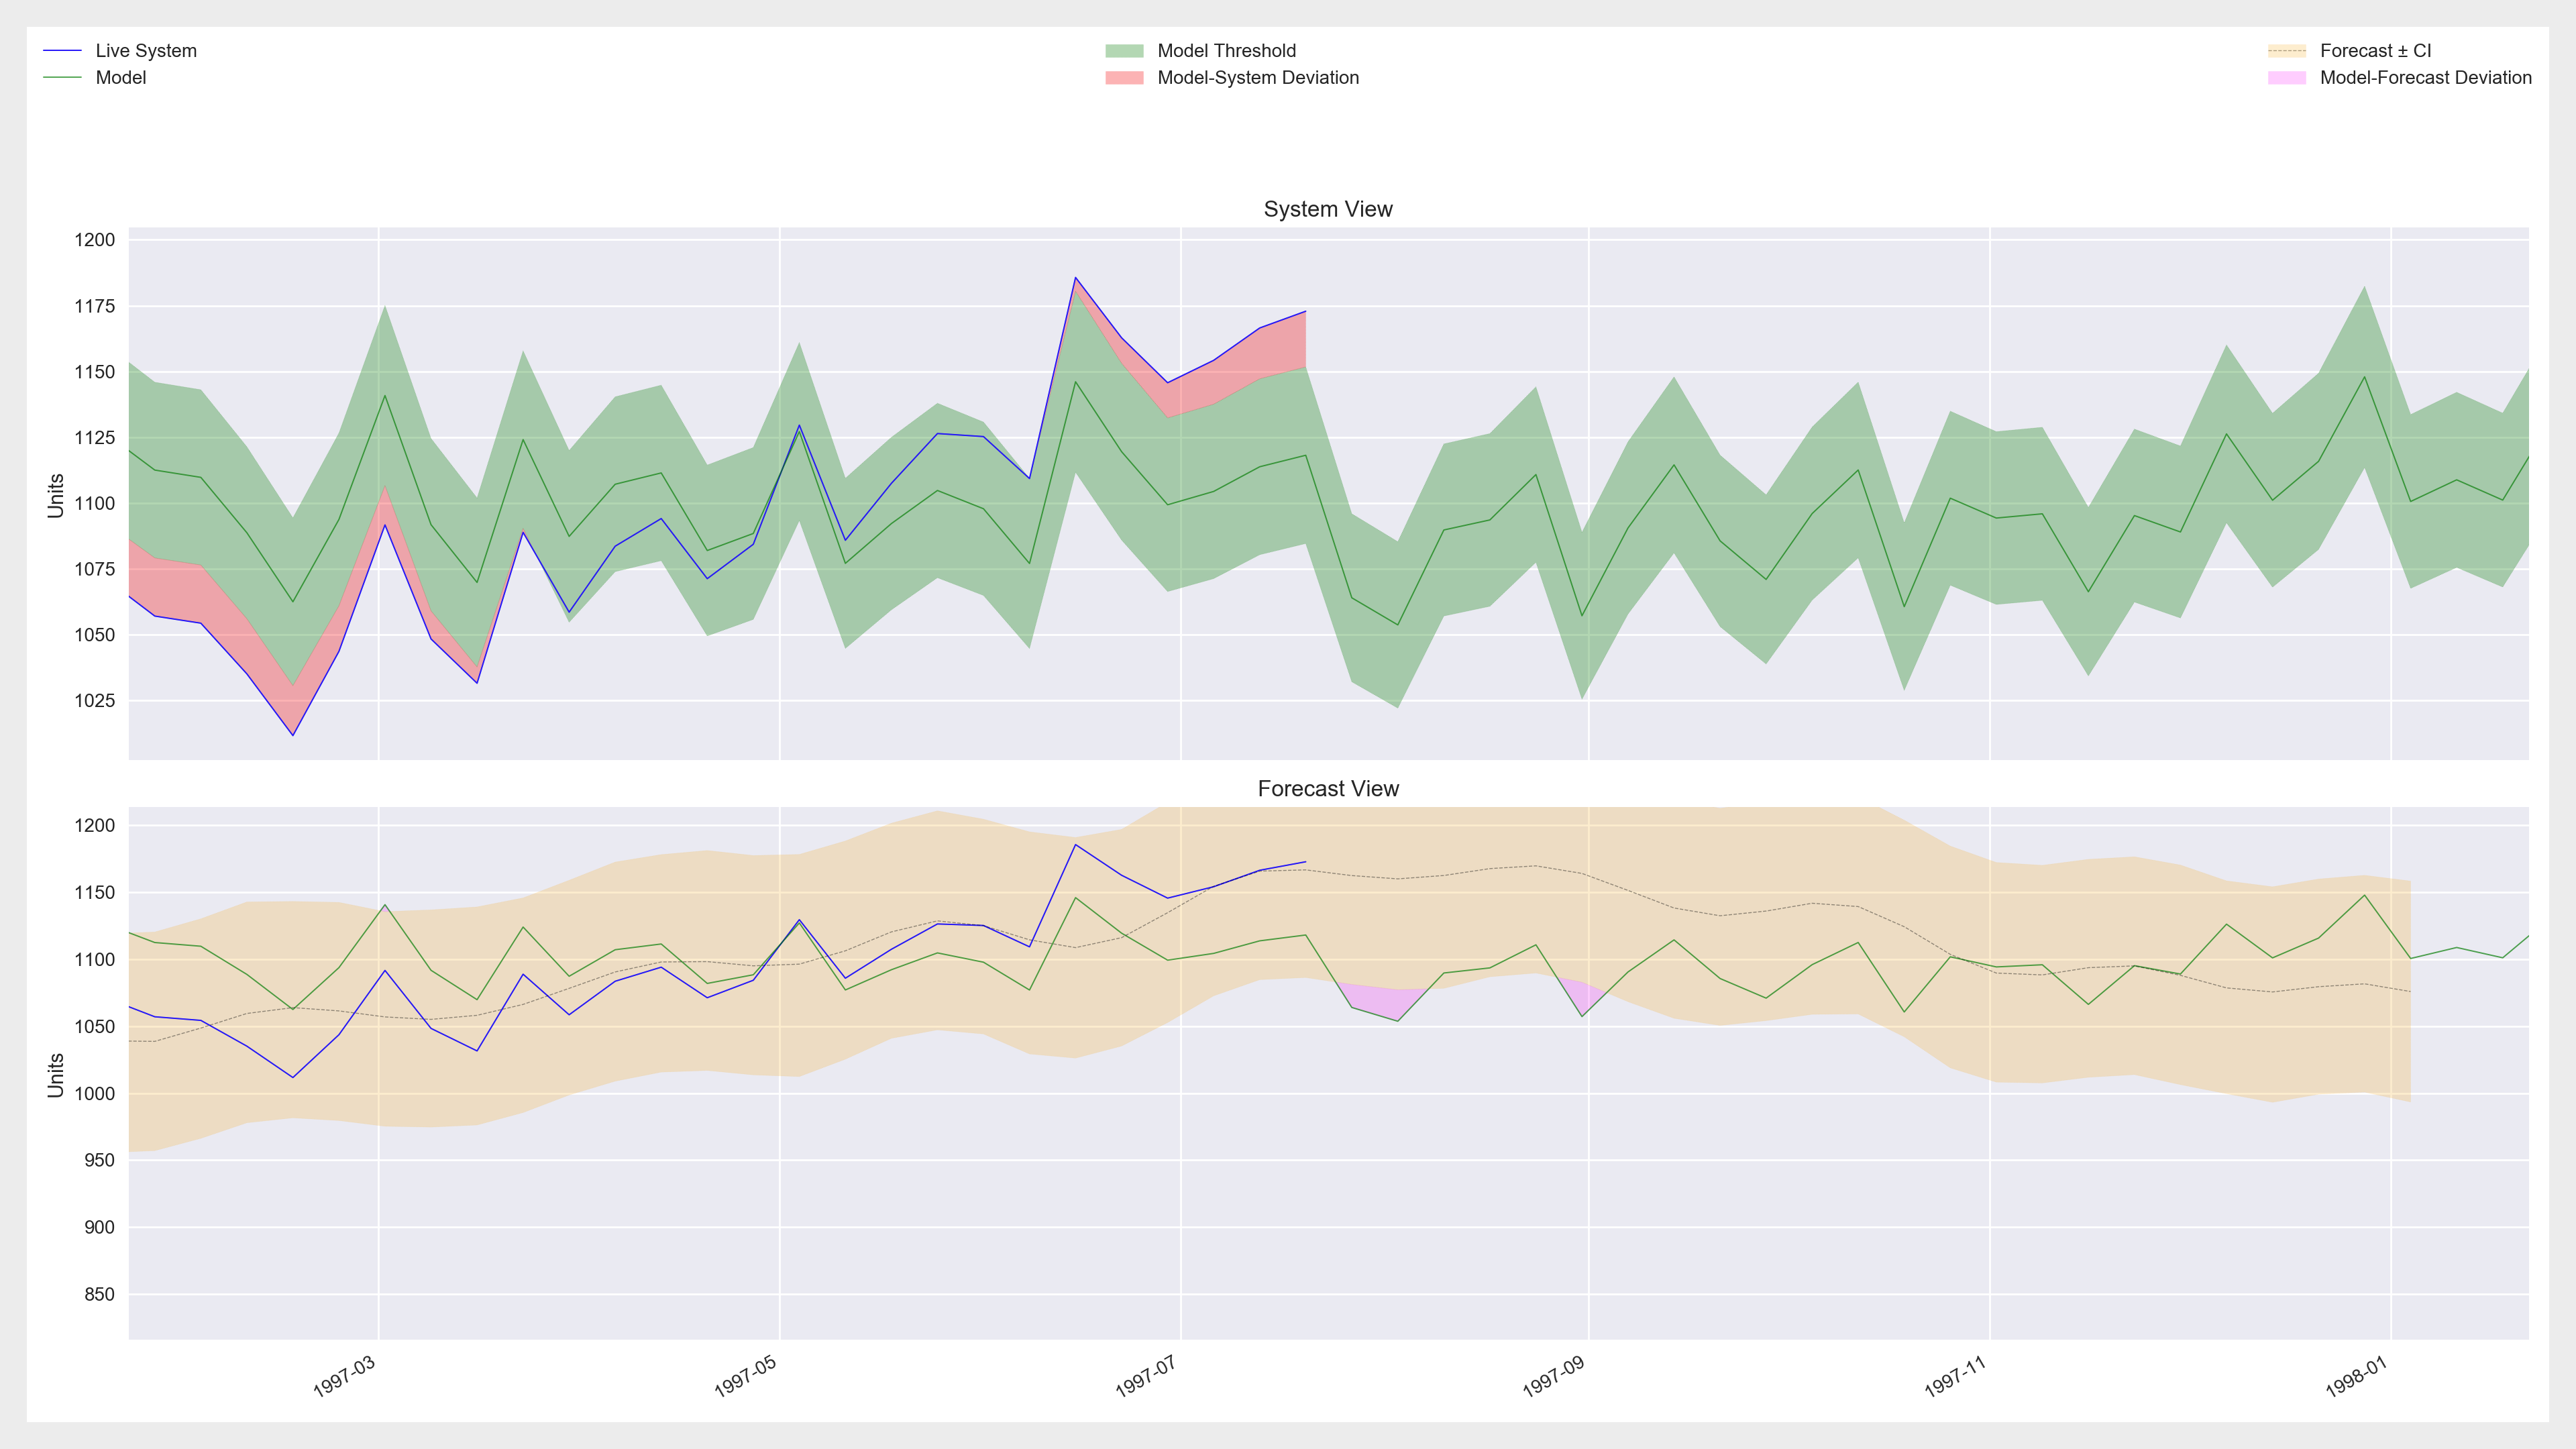 Live System
Model
Model Threshold
Model-System Deviation
Forecast ± CI
Model-Forecast Deviation
System View
1200
1175
1150
1125
1100
1075
1050
1025
Units
Forecast View
1200
1150
1100
1050
1000
950
900
850
Units
1997-03
1997-05
1997-07
1997-09
1997-11
1998-01